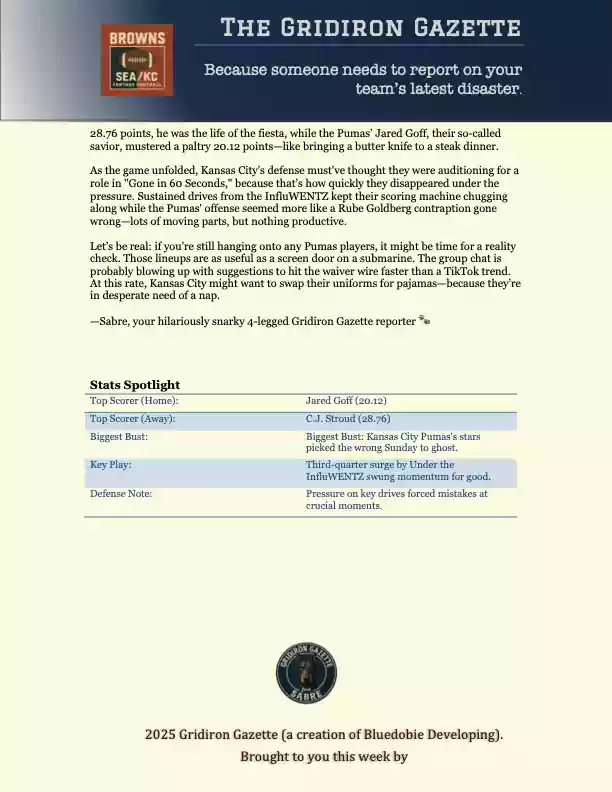 THE GRIDIRON GAZETTE
Because someone needs to report on your
team's latest disaster.
BROWNS
SEA/KC
FANTASY FOOTBALL
28.76 points, he was the life of the fiesta, while the Pumas' Jared Goff, their so-called
savior, mustered a paltry 20.12 points—like bringing a butter knife to a steak dinner.
As the game unfolded, Kansas City's defense must've thought they were auditioning for a
role in "Gone in 60 Seconds," because that's how quickly they disappeared under the
pressure. Sustained drives from the InfluWENTZ kept their scoring machine chugging
along while the Pumas' offense seemed more like a Rube Goldberg contraption gone
wrong—lots of moving parts, but nothing productive.
Let's be real: if you're still hanging onto any Pumas players, it might be time for a reality
check. Those lineups are as useful as a screen door on a submarine. The group chat is
probably blowing up with suggestions to hit the waiver wire faster than a TikTok trend.
At this rate, Kansas City might want to swap their uniforms for pajamas—because they're
in desperate need of a nap.
—Sabre, your hilariously snarky 4-legged Gridiron Gazette reporter 🐾
Stats Spotlight
Top Scorer (Home): Jared Goff (20.12)
Top Scorer (Away): C.J. Stroud (28.76)
Biggest Bust: Biggest Bust: Kansas City Pumas's stars
picked the wrong Sunday to ghost.
Key Play: Third-quarter surge by Under the
InfluWENTZ swung momentum for good.
Defense Note: Pressure on key drives forced mistakes at
crucial moments.
GRIDIRON GAZETTE
SABRE
2025 Gridiron Gazette (a creation of Bluedobie Developing).
Brought to you this week by